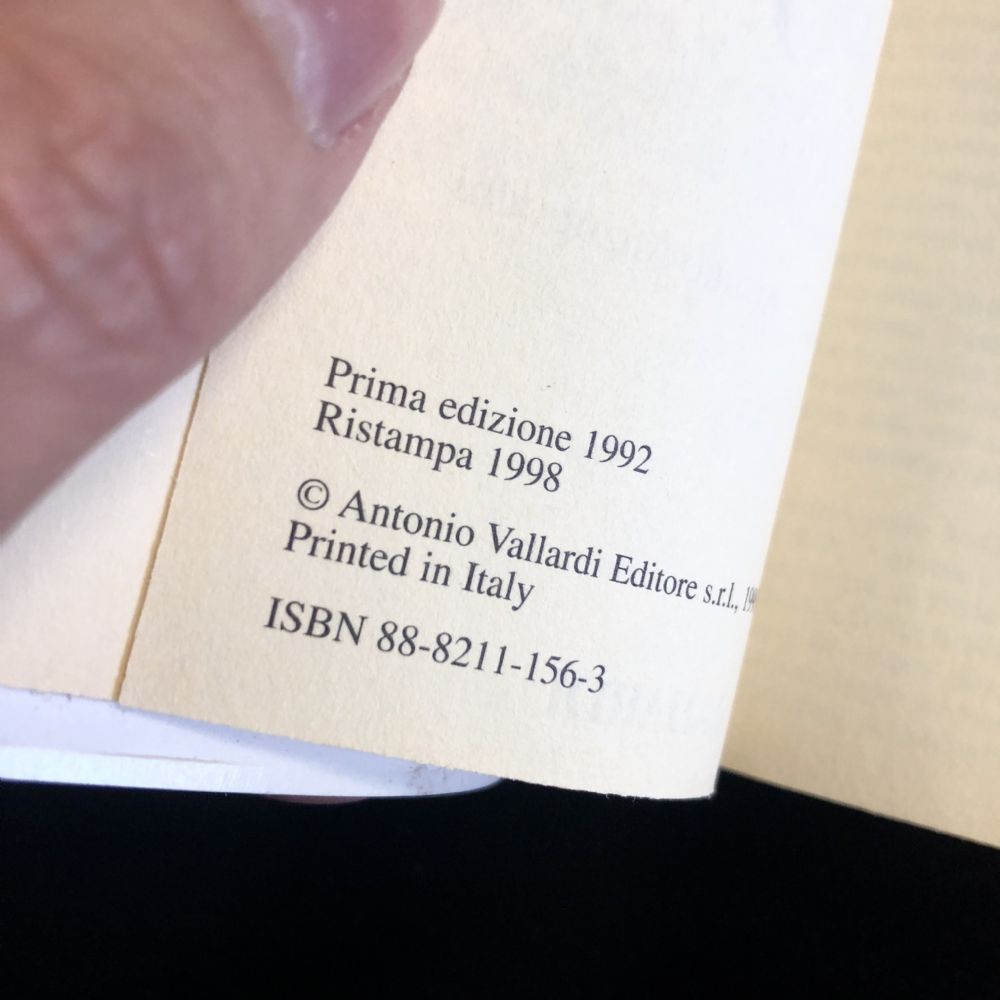 Prima edizione 1992
Ristampa 1998
© Antonio Vallardi Editore s.r.l.,
Printed in Italy
ISBN 88-8211-156-3